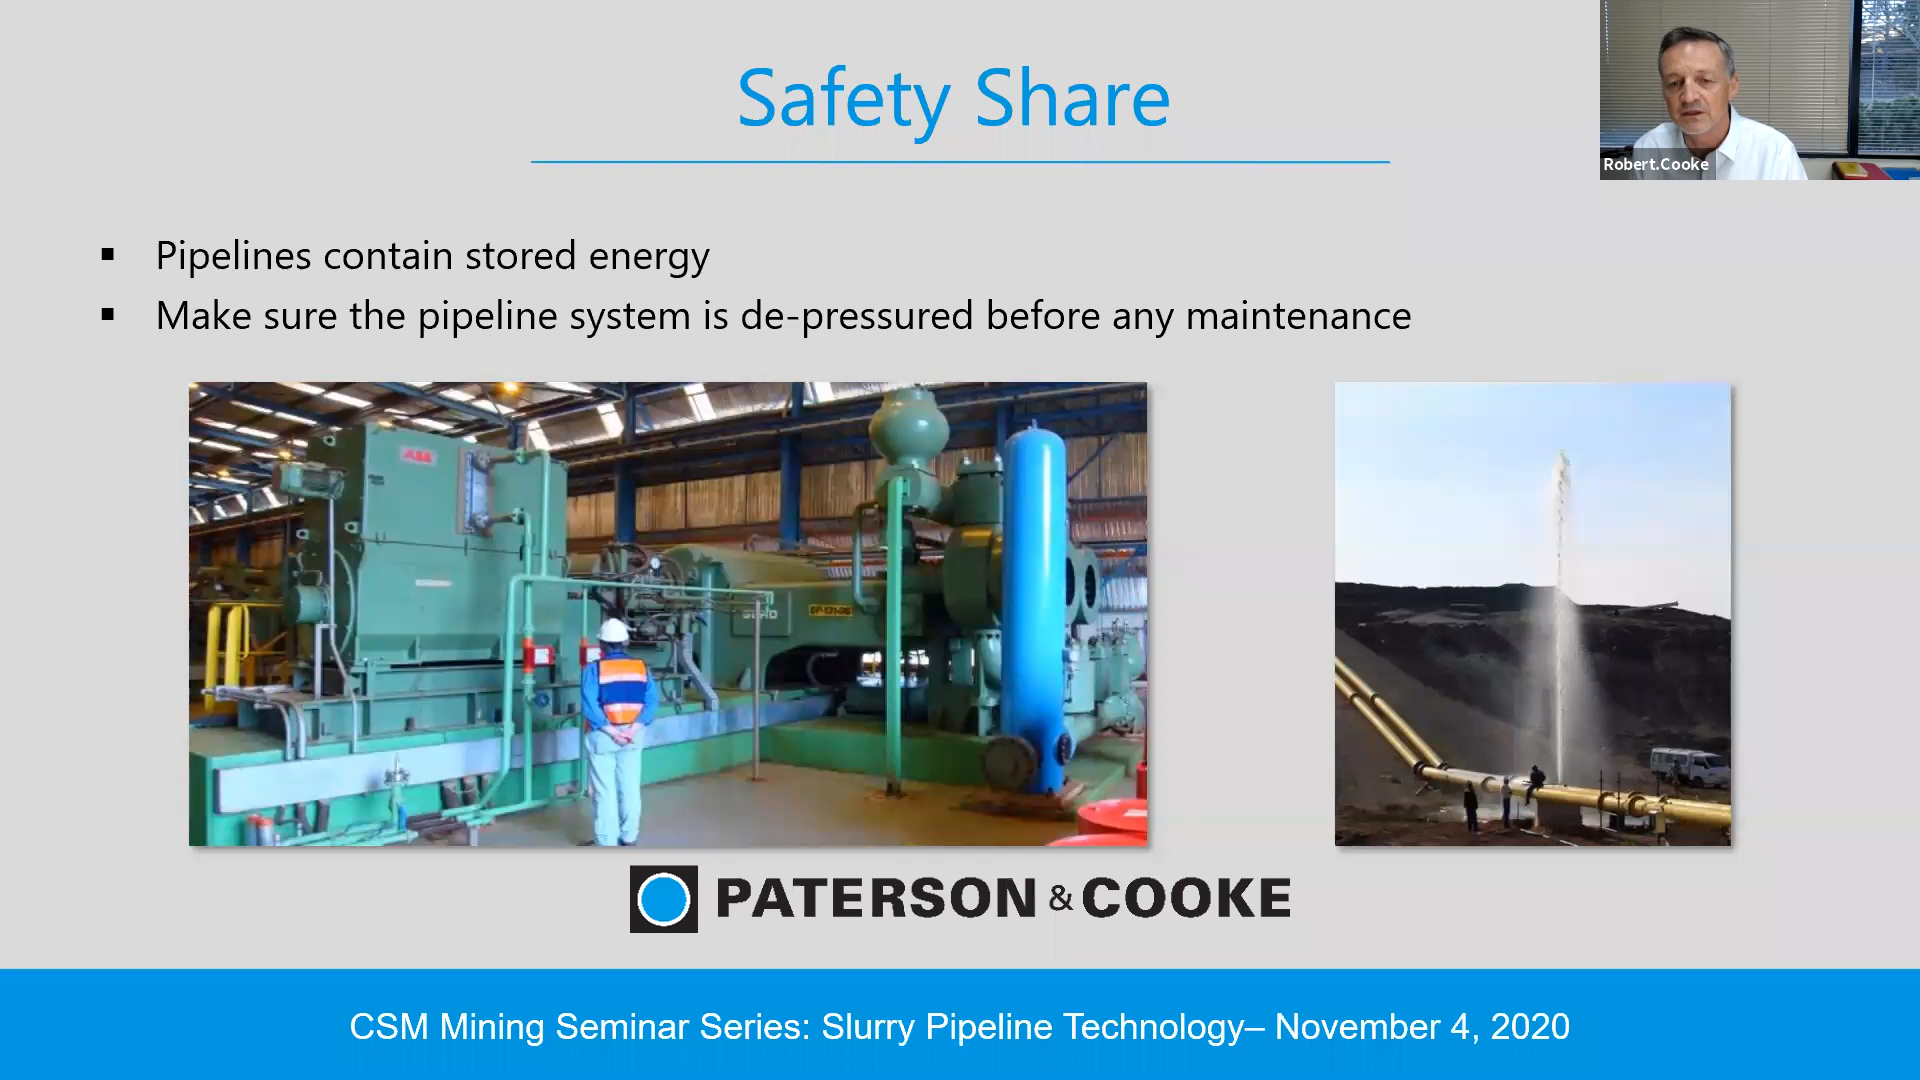 Safety Share
Robert.Cooke
▪ Pipelines contain stored energy
▪ Make sure the pipeline system is de-pressured before any maintenance
ABB
PATERSON & COOKE
CSM Mining Seminar Series: Slurry Pipeline Technology– November 4, 2020